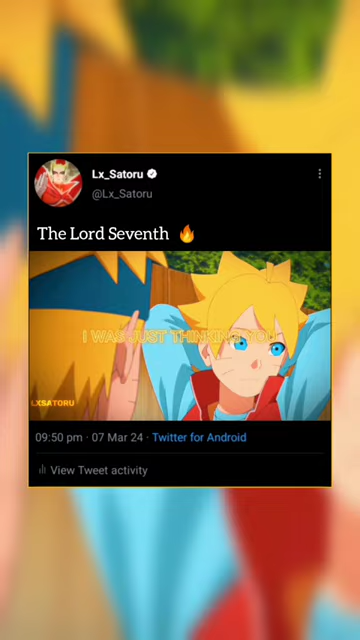 Lx_Satoru
@Lx_Satoru
The Lord Seventh 🔥
I WAS JUST THINKING, YOU
LXSATORU
09:50 pm · 07 Mar 24 · Twitter for Android
View Tweet activity